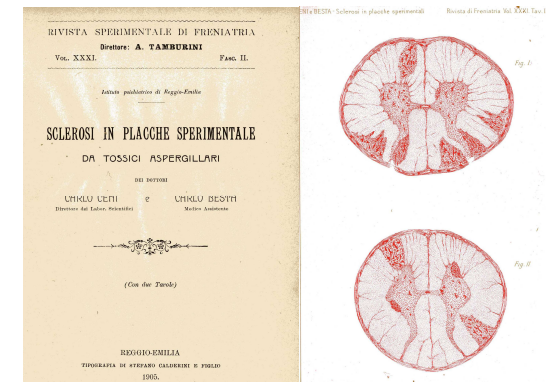 RIVISTA SPERIMENTALE DI FRENIATRIA
Direttore: A. TAMBURINI
VOL. XXXI. FASC. II.
Istituto psichiatrico di Reggio-Emilia
SCLEROSI IN PLACCHE SPERIMENTALE
DA TOSSICI ASPERGILLARI
DEI DOTTORI
CARLO CENI e CARLO BESTA
Direttore dei Labor. Scientifici Medico Assistente
(Con due Tavole)
REGGIO-EMILIA
TIPOGRAFIA DI STEFANO CALDERINI E FIGLIO
1905.
ENI e BESTA - Sclerosi in placche sperimentali Rivista di Freniatria Vol. XXXI. Tav. I
Fig. I.
Fig. II